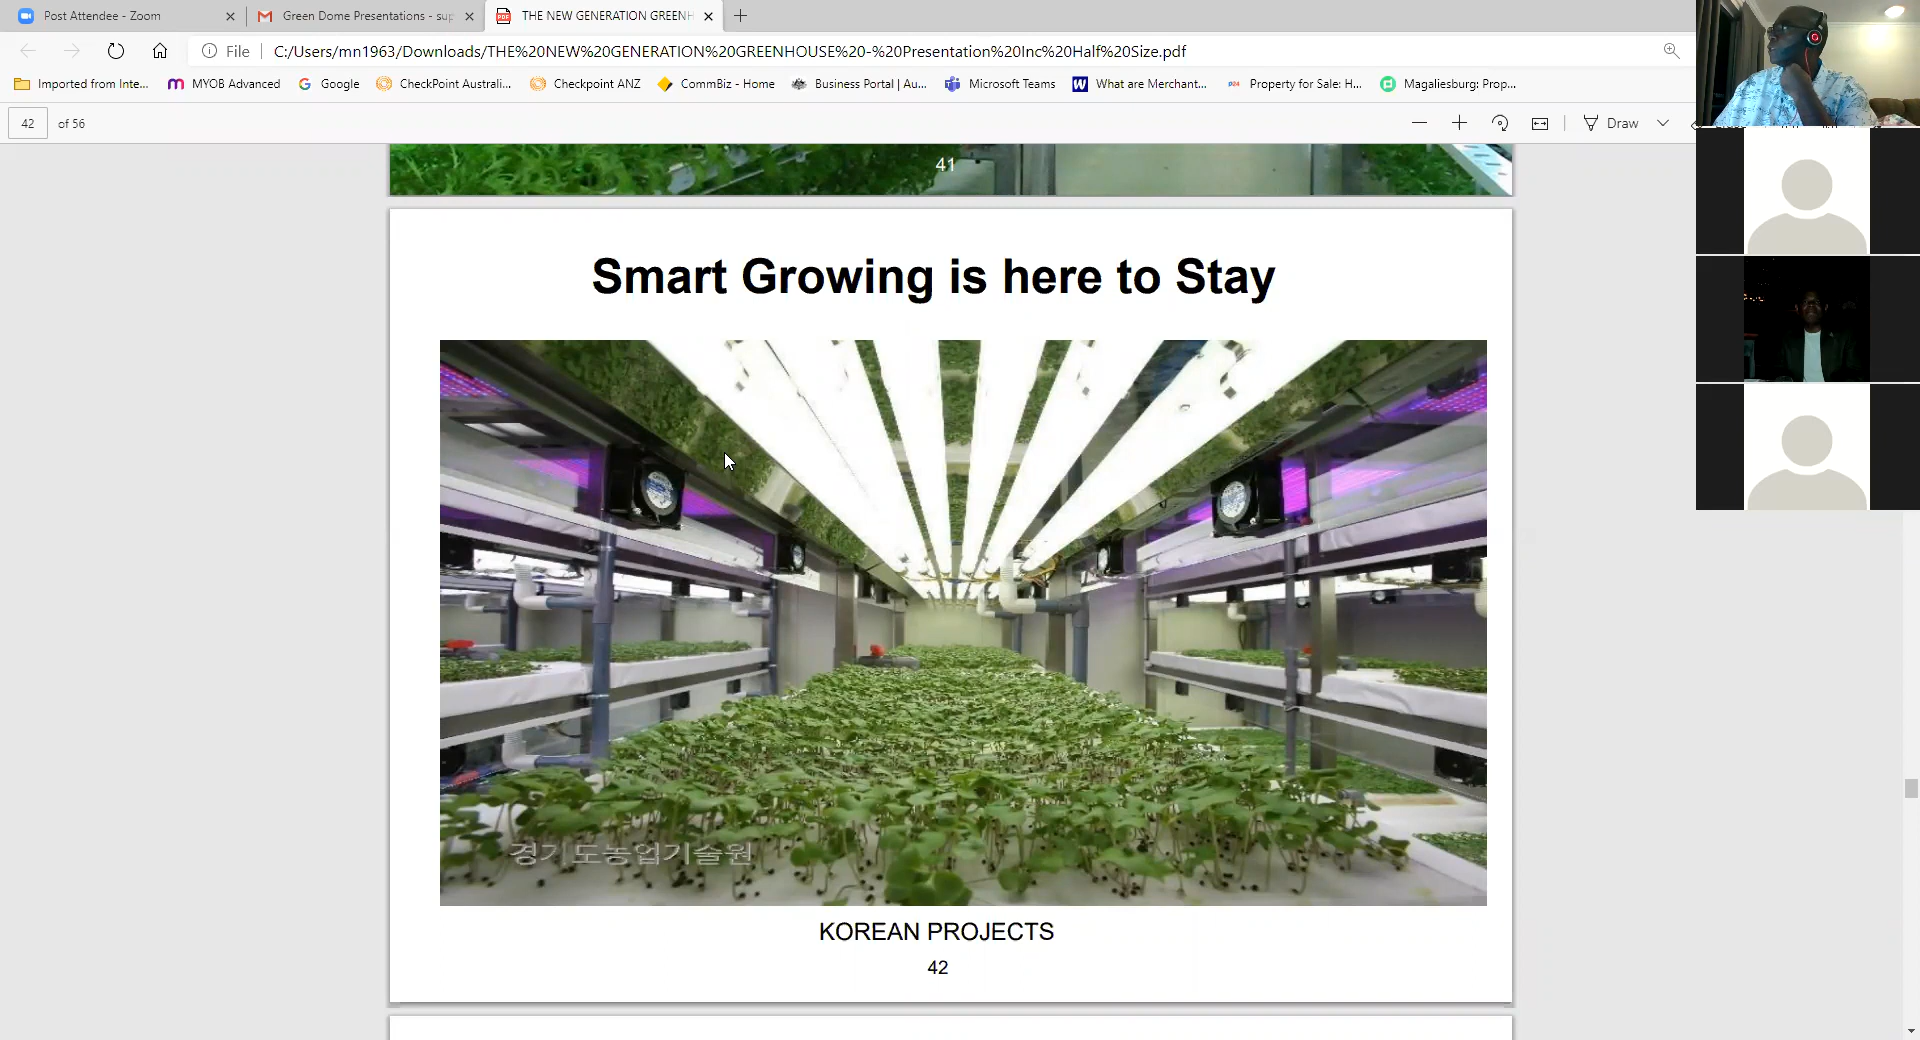 Post Attendee - Zoom
Green Dome Presentations - sup
THE NEW GENERATION GREENH
File
C:/Users/mn1963/Downloads/THE%20NEW%20GENERATION%20GREENHOUSE%20-%20Presentation%20Inc%20Half%20Size.pdf
Imported from Inte...
MYOB Advanced
Google
CheckPoint Australi...
Checkpoint ANZ
CommBiz - Home
Business Portal | Au...
Microsoft Teams
What are Merchant...
Property for Sale: H...
Magaliesburg: Prop...
42 of 56
Draw
41
Smart Growing is here to Stay
경기도농업기술원
KOREAN PROJECTS
42